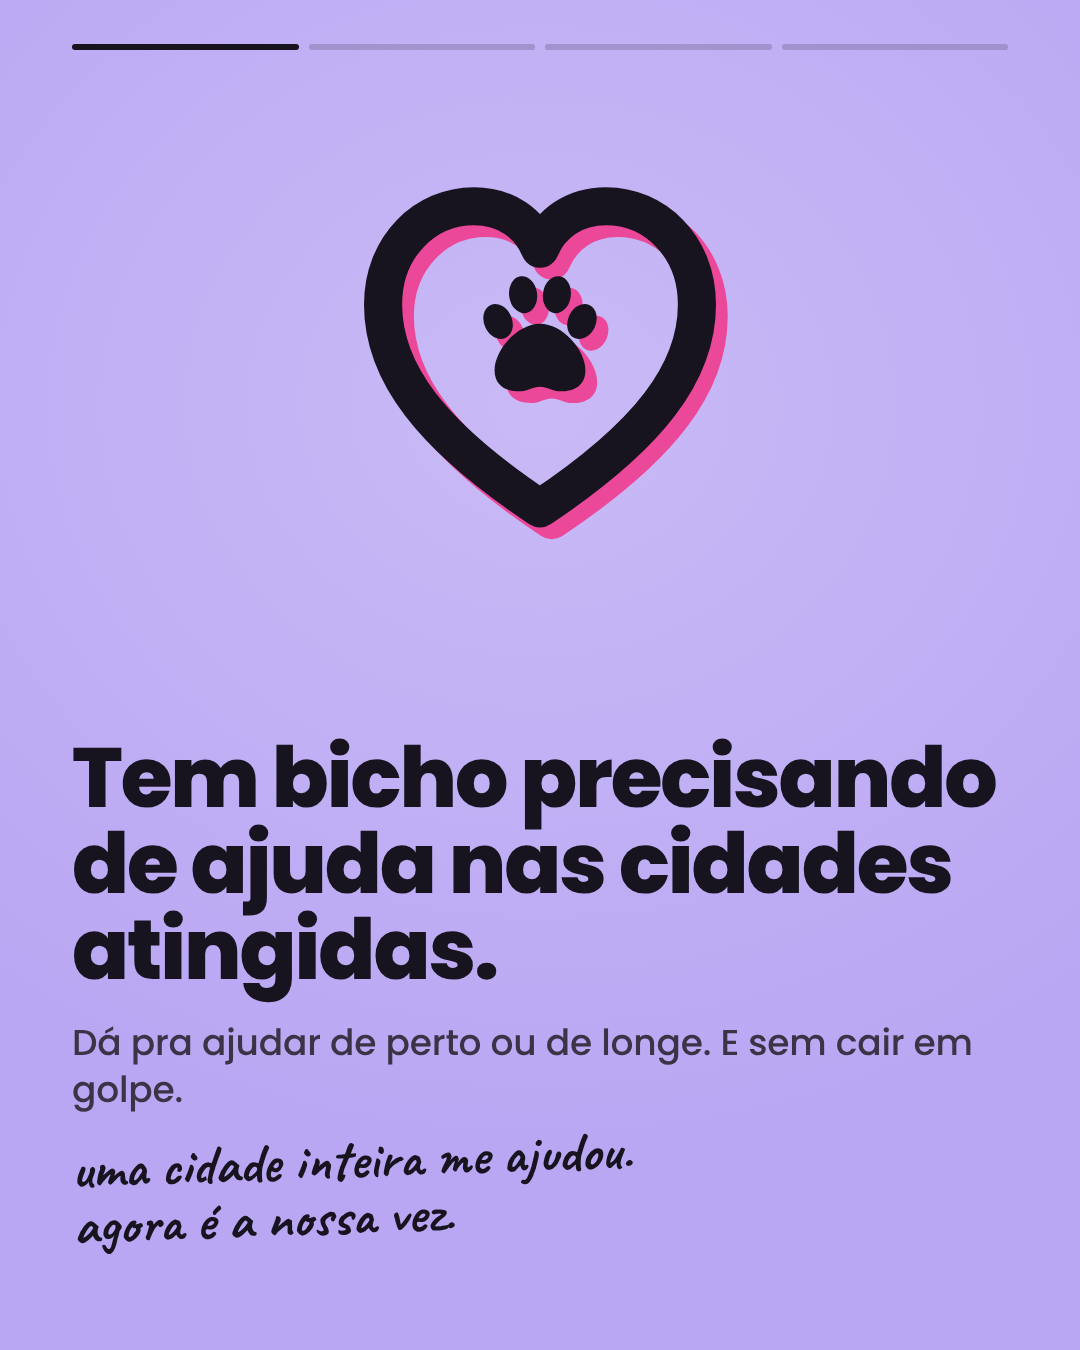 Tem bicho precisando
de ajuda nas cidades
atingidas.
Dá pra ajudar de perto ou de longe. E sem cair em
golpe.
uma cidade inteira me ajudou.
agora é a nossa vez.